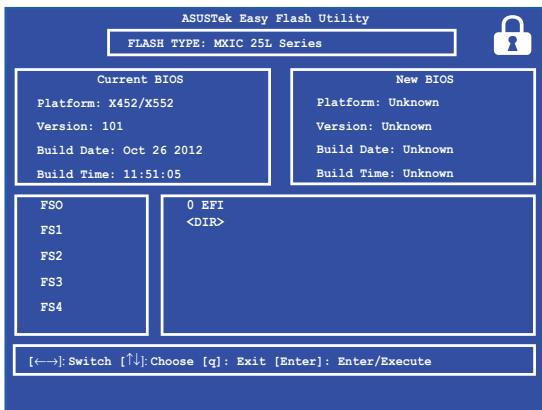 ASUSTek Easy Flash Utility
FLASH TYPE: MXIC 25L Series
Current BIOS
Platform: X452/X552
Version: 101
Build Date: Oct 26 2012
Build Time: 11:51:05
New BIOS
Platform: Unknown
Version: Unknown
Build Date: Unknown
Build Time: Unknown
FSO
FS1
FS2
FS3
FS4
0 EFI
<DIR>
[←→]: Switch [↑↓]: Choose [q]: Exit [Enter]: Enter/Execute